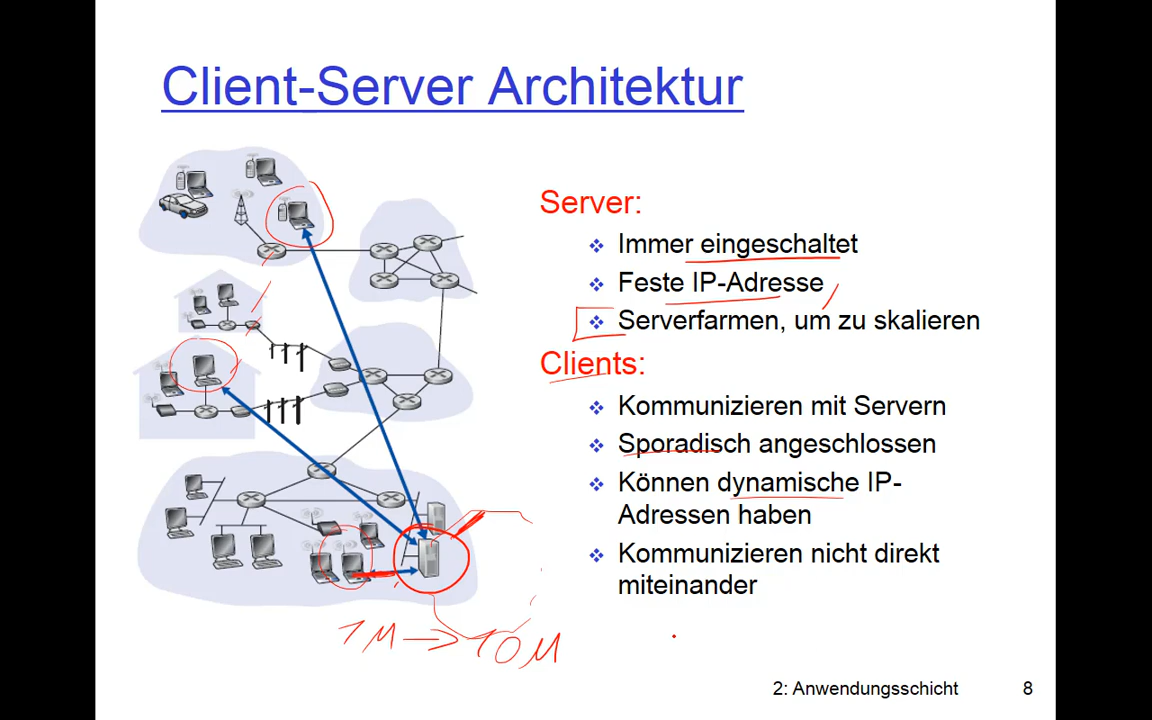 Client-Server Architektur
Server:
Immer eingeschaltet
Feste IP-Adresse
Serverfarmen, um zu skalieren
Clients:
Kommunizieren mit Servern
Sporadisch angeschlossen
Können dynamische IP-
Adressen haben
Kommunizieren nicht direkt
miteinander
1M → 10M
2: Anwendungsschicht 8